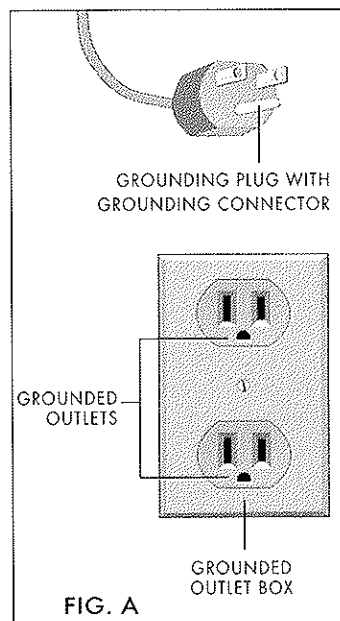 GROUNDING PLUG WITH
GROUNDING CONNECTOR
GROUNDED
OUTLETS
GROUNDED
OUTLET BOX
FIG. A